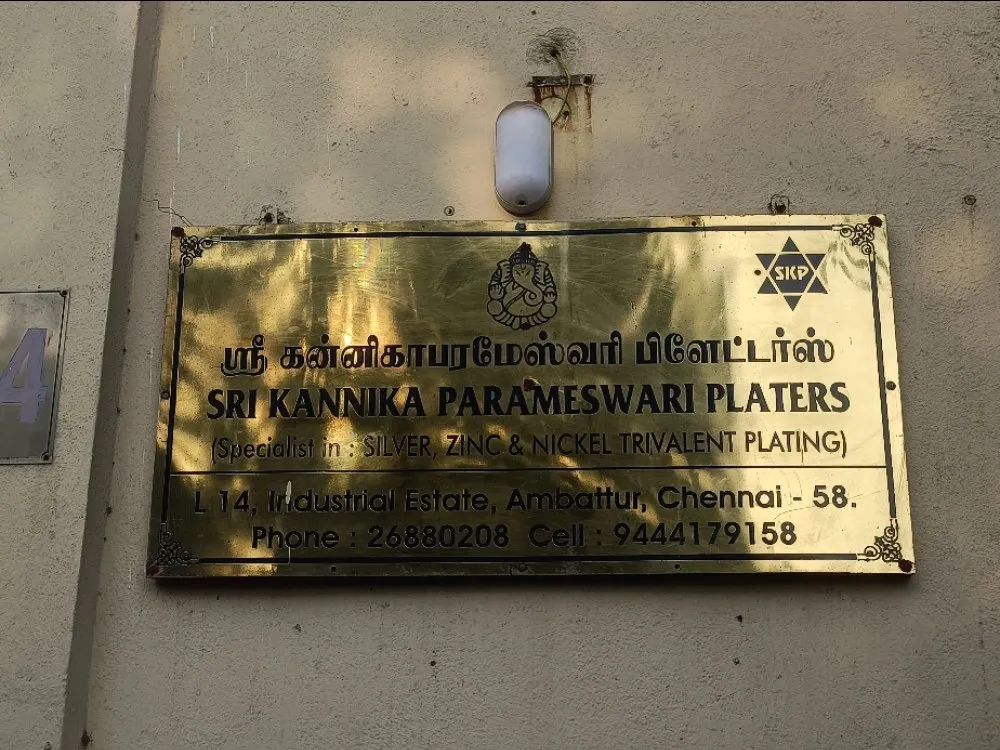 4
SKP
ஸ்ரீ கன்னிகாபரமேஸ்வரி பிளேட்டர்ஸ்
SRI KANNIKA PARAMESWARI PLATERS
(Specialist in : SILVER, ZINC & NICKEL TRIVALENT PLATING)
L 14, Industrial Estate, Ambattur, Chennai - 58.
Phone : 26880208 Cell : 9444179158